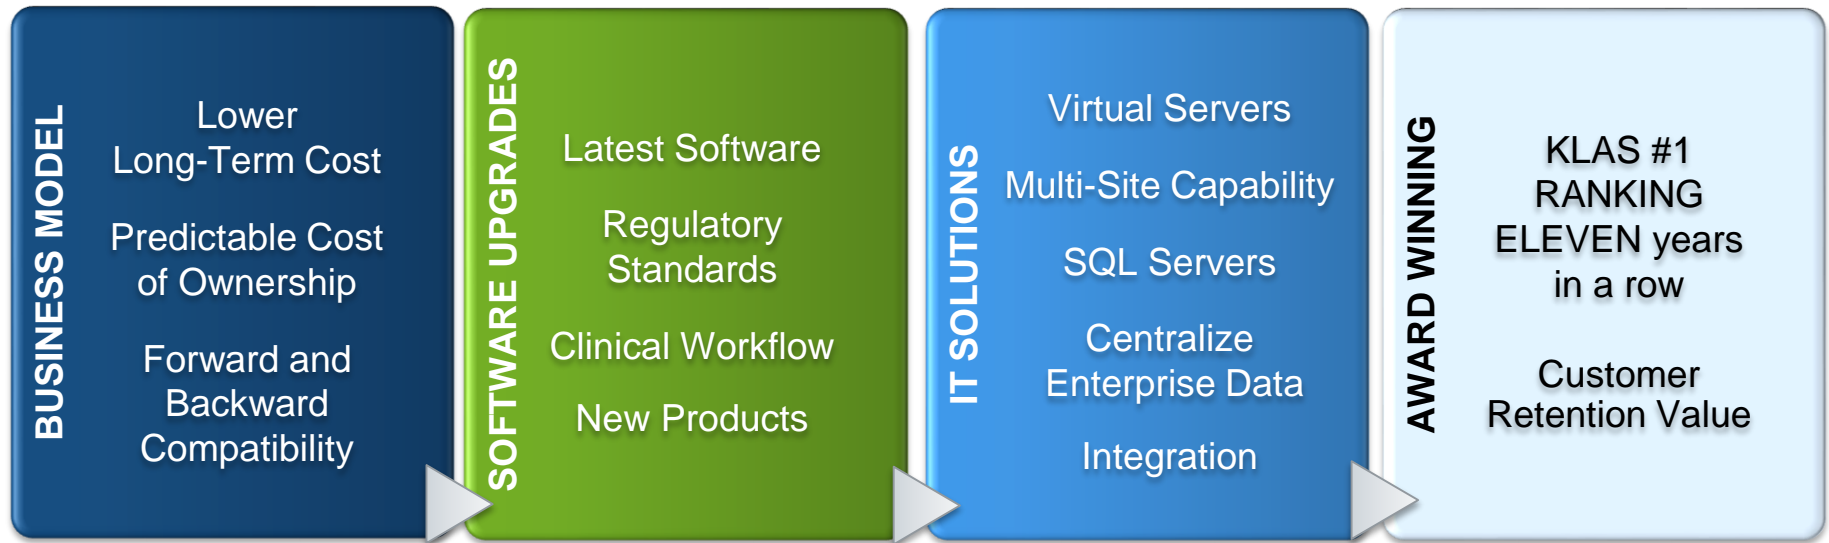 BUSINESS MODEL
Lower
Long-Term Cost
Predictable Cost
of Ownership
Forward and
Backward
Compatibility
SOFTWARE UPGRADES
Latest Software
Regulatory
Standards
Clinical Workflow
New Products
IT SOLUTIONS
Virtual Servers
Multi-Site Capability
SQL Servers
Centralize
Enterprise Data
Integration
AWARD WINNING
KLAS #1
RANKING
ELEVEN years
in a row
Customer
Retention Value